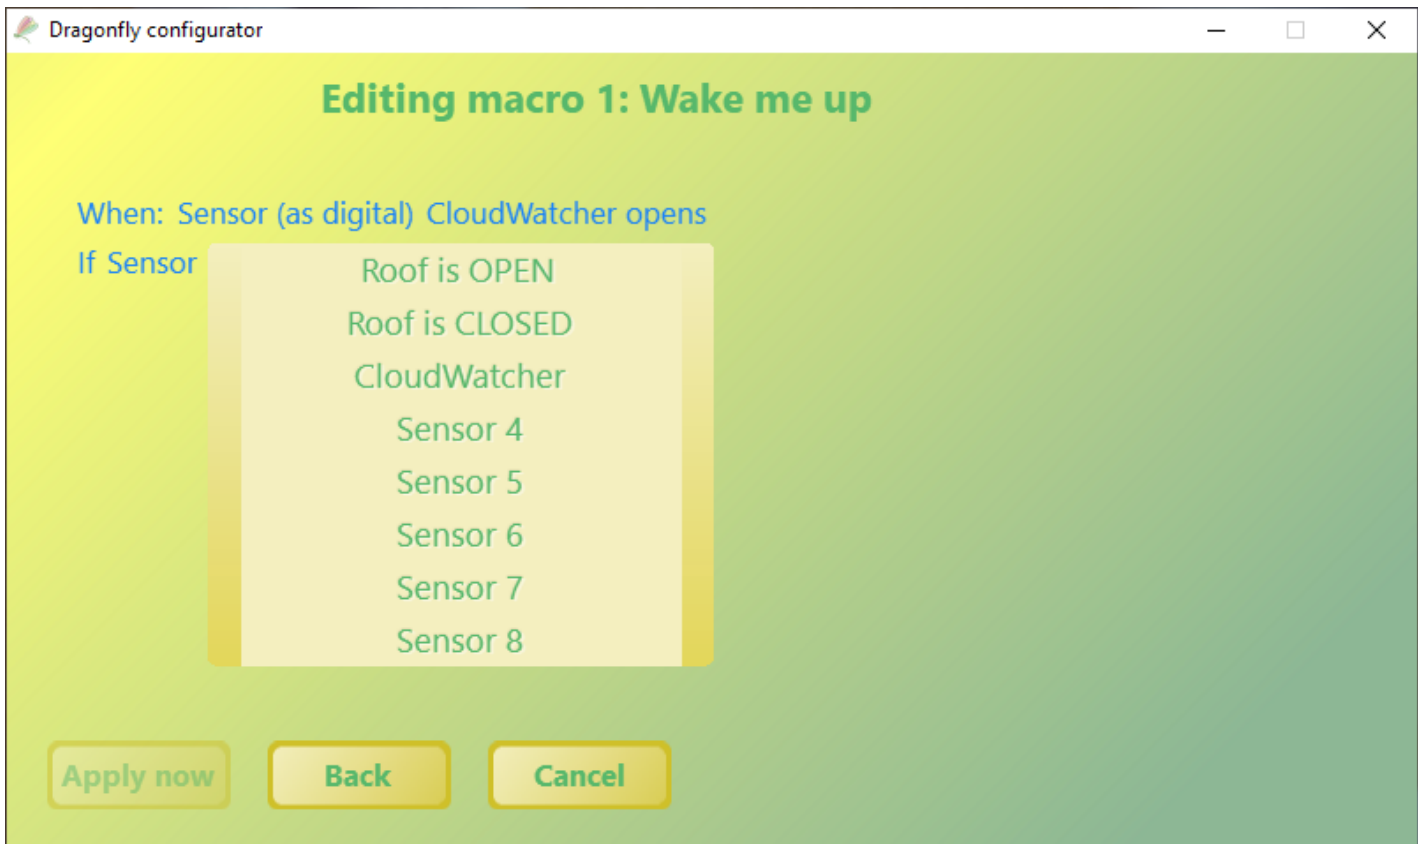 Dragonfly configurator
Editing macro 1: Wake me up
When: Sensor (as digital) CloudWatcher opens
If Sensor
Roof is OPEN
Roof is CLOSED
CloudWatcher
Sensor 4
Sensor 5
Sensor 6
Sensor 7
Sensor 8
Apply now Back Cancel